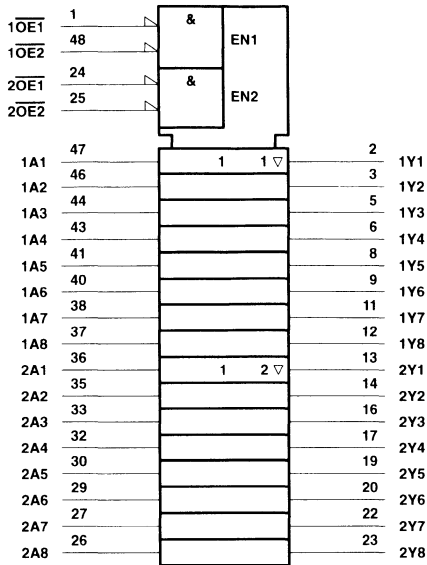 1 & 
1OE1
48 EN1
1OE2
24 &
2OE1
25 EN2
2OE2
47 1 1 ▽ 2
1A1 1Y1
46 3
1A2 1Y2
44 5
1A3 1Y3
43 6
1A4 1Y4
41 8
1A5 1Y5
40 9
1A6 1Y6
38 11
1A7 1Y7
37 12
1A8 1Y8
36 1 2 ▽ 13
2A1 2Y1
35 14
2A2 2Y2
33 16
2A3 2Y3
32 17
2A4 2Y4
30 19
2A5 2Y5
29 20
2A6 2Y6
27 22
2A7 2Y7
26 23
2A8 2Y8